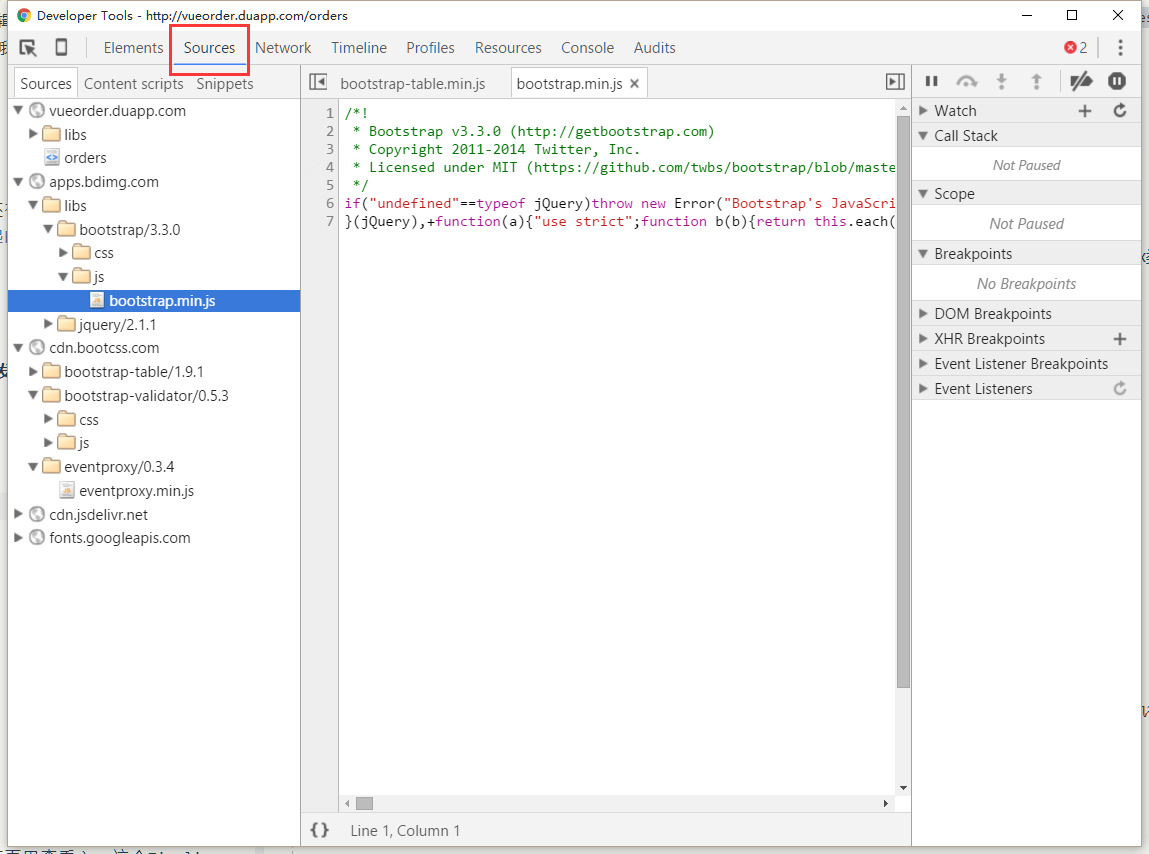 Developer Tools - http://vueorder.duapp.com/orders
Elements Sources Network Timeline Profiles Resources Console Audits 2
Sources Content scripts Snippets
vueorder.duapp.com
libs
orders
apps.bdimg.com
libs
bootstrap/3.3.0
css
js
bootstrap.min.js
jquery/2.1.1
cdn.bootcss.com
bootstrap-table/1.9.1
bootstrap-validator/0.5.3
css
js
eventproxy/0.3.4
eventproxy.min.js
cdn.jsdelivr.net
fonts.googleapis.com
bootstrap-table.min.js bootstrap.min.js ×
1 /*!
2 * Bootstrap v3.3.0 (http://getbootstrap.com)
3 * Copyright 2011-2014 Twitter, Inc.
4 * Licensed under MIT (https://github.com/twbs/bootstrap/blob/maste
5 */
6 if("undefined"==typeof jQuery)throw new Error("Bootstrap's JavaScri
7 }(jQuery),+function(a){"use strict";function b(b){return this.each(
{} Line 1, Column 1
Watch
Call Stack
Not Paused
Scope
Not Paused
Breakpoints
No Breakpoints
DOM Breakpoints
XHR Breakpoints
Event Listener Breakpoints
Event Listeners